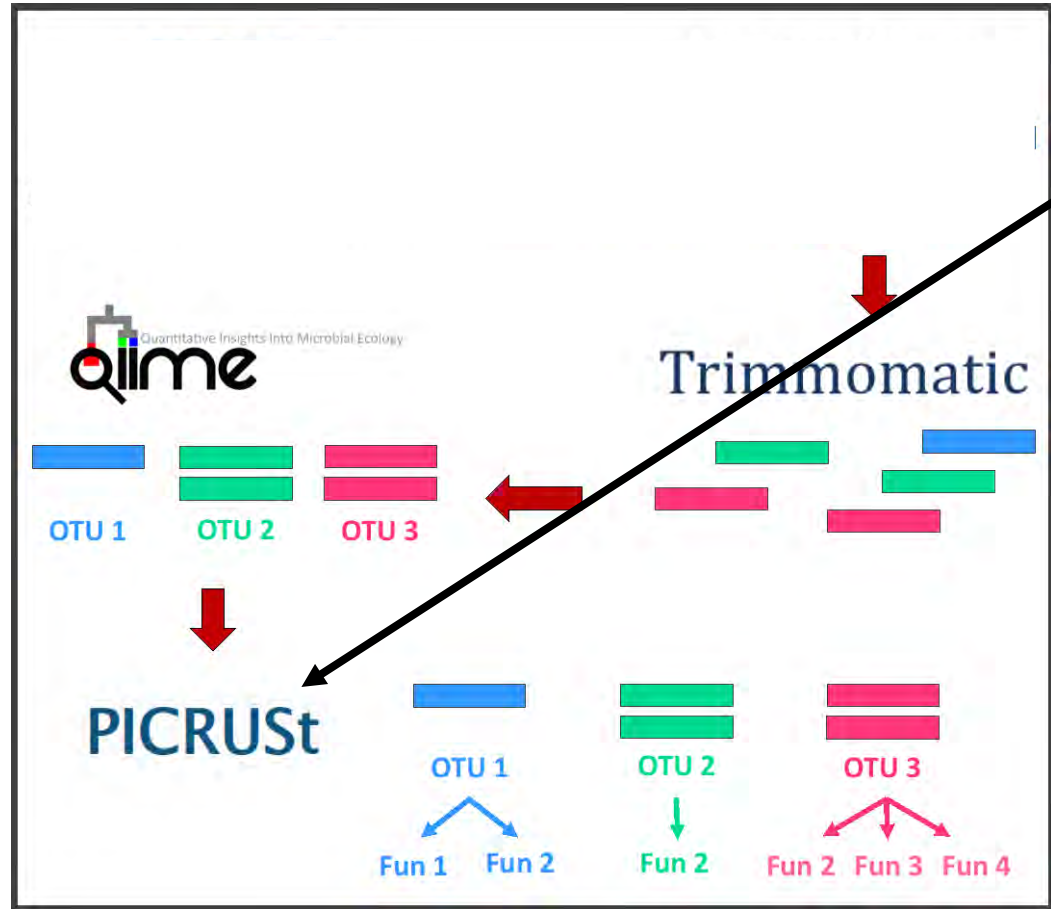 Quantitative Insights Into Microbial Ecology
qiime
Trimmomatic
OTU 1 OTU 2 OTU 3
PICRUSt
OTU 1 OTU 2 OTU 3
Fun 1 Fun 2 Fun 2 Fun 2 Fun 3 Fun 4